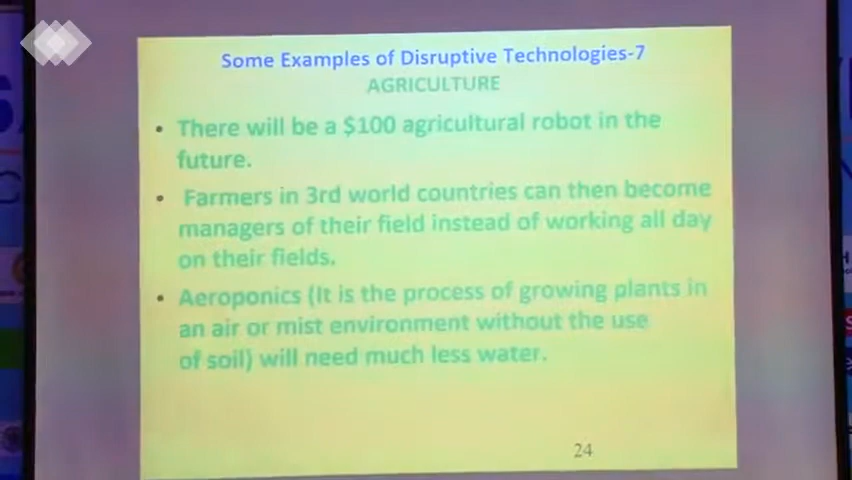 Some Examples of Disruptive Technologies-7
AGRICULTURE
• There will be a $100 agricultural robot in the
future.
• Farmers in 3rd world countries can then become
managers of their field instead of working all day
on their fields.
• Aeroponics (It is the process of growing plants in
an air or mist environment without the use
of soil) will need much less water.
24